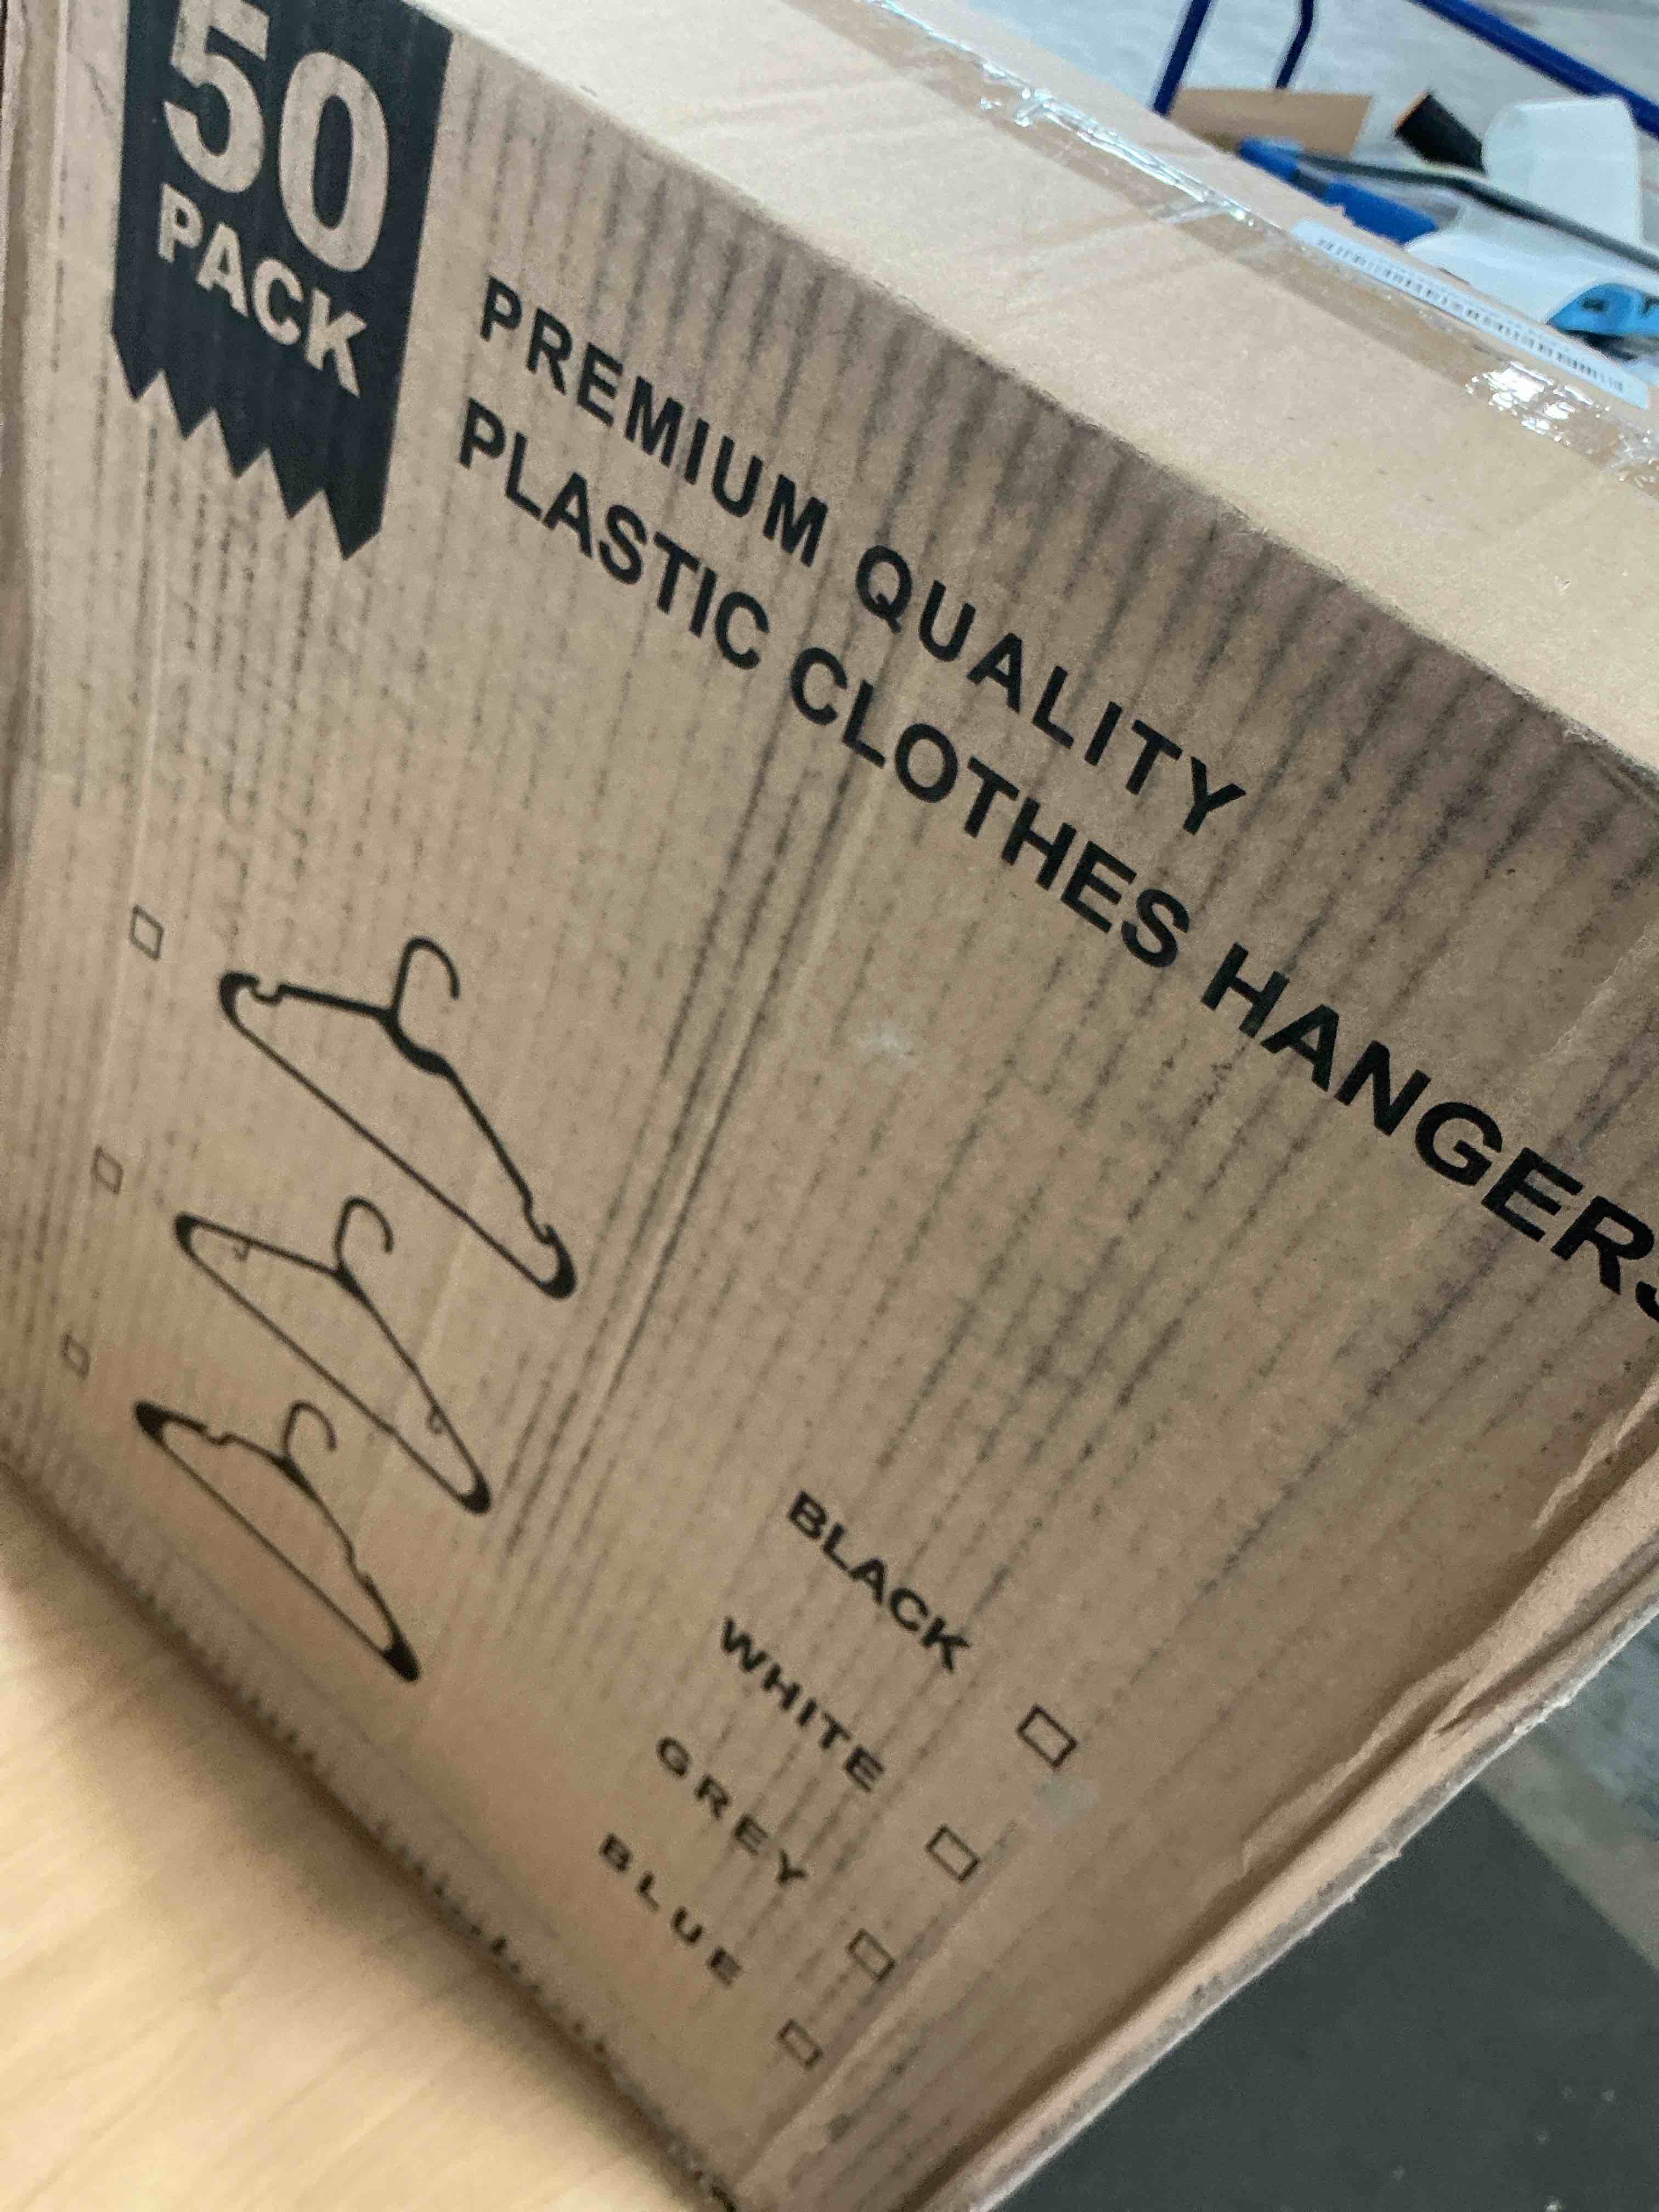 50
PACK
PREMIUM QUALITY
PLASTIC CLOTHES HANGERS
BLACK
WHITE
GREY
BLUE